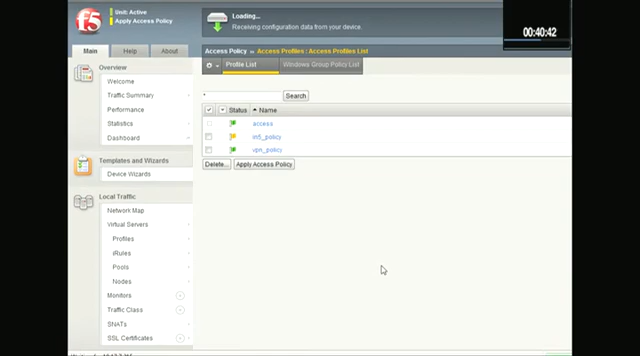 f5
Unit: Active
Apply Access Policy
Loading...
Receiving configuration data from your device.
00:40:42
Main
Help
About
Access Policy
Access Profiles : Access Profiles List
Profile List
Windows Group Policy List
Overview
Welcome
Traffic Summary
Performance
Statistics
Dashboard
Templates and Wizards
Device Wizards
Local Traffic
Network Map
Virtual Servers
Profiles
iRules
Pools
Nodes
Monitors
Traffic Class
SNATs
SSL Certificates
*
Search
Status
Name
access
vpn_policy
Delete...
Apply Access Policy